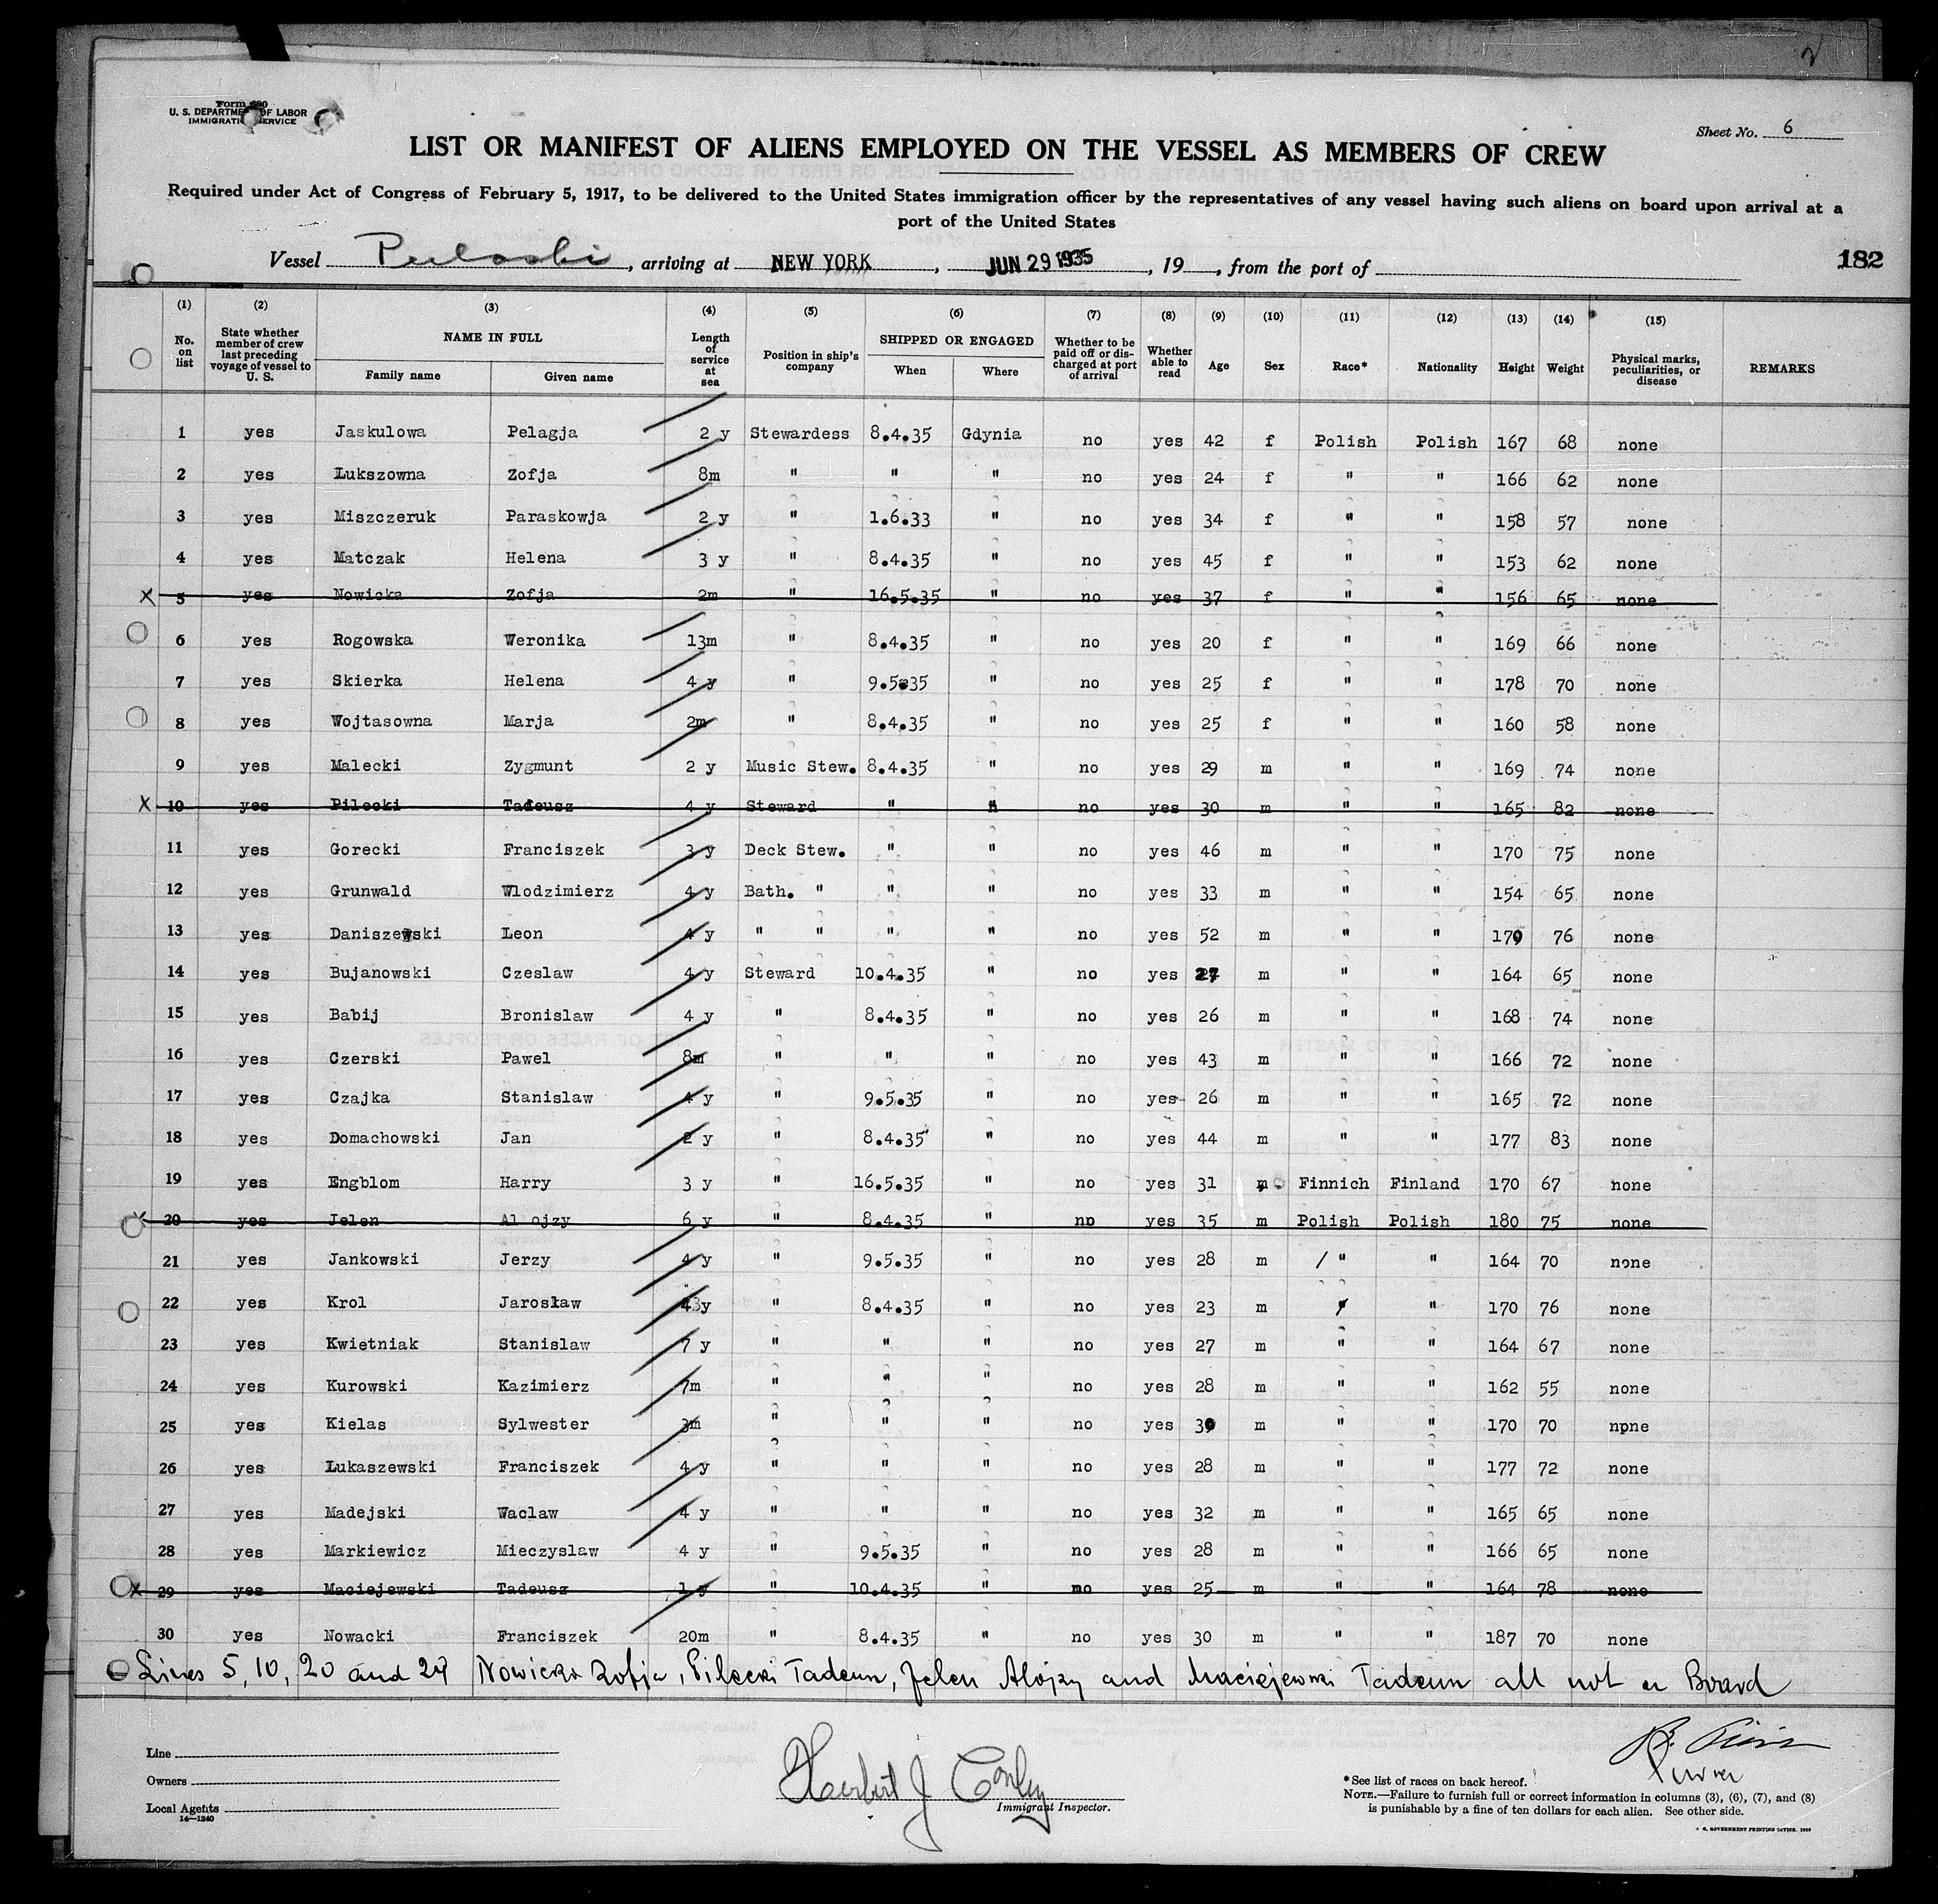 Form 680
U. S. DEPARTMENT OF LABOR
IMMIGRATION SERVICE
Sheet No. 6
LIST OR MANIFEST OF ALIENS EMPLOYED ON THE VESSEL AS MEMBERS OF CREW
Required under Act of Congress of February 5, 1917, to be delivered to the United States immigration officer by the representatives of any vessel having such aliens on board upon arrival at a
port of the United States
Vessel Pulaski, arriving at NEW YORK, JUN 29 1935, 19, from the port of
182
(1) (2) (3) (4) (5) (6) (7) (8) (9) (10) (11) (12) (13) (14) (15)
No. on list State whether member of crew last preceding voyage of vessel to U. S. NAME IN FULL Family name Given name Length of service at sea Position in ship's company SHIPPED OR ENGAGED When Where Whether to be paid off or discharged at port of arrival Whether able to read Age Sex Race* Nationality Height Weight Physical marks, peculiarities, or disease REMARKS
1 yes Jaskulowa Pelagja 2 y Stewardess 8.4.35 Gdynia no yes 42 f Polish Polish 167 68 none
2 yes Lukszowna Zofja 8m " " " no yes 24 f " " 166 62 none
3 yes Miszczeruk Paraskowja 2 y " 1.6.33 " no yes 34 f " " 158 57 none
4 yes Matczak Helena 3 y " 8.4.35 " no yes 45 f " " 153 62 none
X 5 yes Nowicka Zofja 2m " 16.5.35 " no yes 37 f " " 156 65 none
6 yes Rogowska Weronika 13m " 8.4.35 " no yes 20 f " " 169 66 none
7 yes Skierka Helena 4 y " 9.5.35 " no yes 25 f " " 178 70 none
8 yes Wojtasowna Marja 2m " 8.4.35 " no yes 25 f " " 160 58 none
9 yes Malecki Zygmunt 2 y Music Stew. 8.4.35 " no yes 29 m " " 169 74 none
X 10 yes Pilecki Tadeusz 4 y Steward " " no yes 30 m " " 165 82 none
11 yes Gorecki Franciszek 3 y Deck Stew. " " no yes 46 m " " 170 75 none
12 yes Grunwald Wlodzimierz 4 y Bath. " " " no yes 33 m " " 154 65 none
13 yes Daniszewski Leon 4 y " " " " no yes 52 m " " 170 76 none
14 yes Bujanowski Czeslaw 4 y Steward 10.4.35 " no yes 27 m " " 164 65 none
15 yes Babij Bronislaw 4 y " 8.4.35 " no yes 26 m " " 168 74 none
16 yes Czerski Pawel 8m " " " no yes 43 m " " 166 72 none
17 yes Czajka Stanislaw 4 y " 9.5.35 " no yes 26 m " " 165 72 none
18 yes Domachowski Jan 2 y " 8.4.35 " no yes 44 m " " 177 83 none
19 yes Engblom Harry 3 y " 16.5.35 " no yes 31 m Finnich Finland 170 67 none
X 20 yes Jelen Al ojzy 6 y " 8.4.35 " no yes 35 m Polish Polish 180 75 none
21 yes Jankowski Jerzy 4 y " 9.5.35 " no yes 28 m " " 164 70 none
22 yes Krol Jaroslaw 43y " 8.4.35 " no yes 23 m " " 170 76 none
23 yes Kwietniak Stanislaw 7 y " " " no yes 27 m " " 164 67 none
24 yes Kurowski Kazimierz 7m " " " no yes 28 m " " 162 55 none
25 yes Kielas Sylwester 3m " " " no yes 30 m " " 170 70 none
26 yes Lukaszewski Franciszek 4 y " " " no yes 28 m " " 177 72 none
27 yes Madejski Waclaw 4 y " " " no yes 32 m " " 165 65 none
28 yes Markiewicz Mieczyslaw 4 y " 9.5.35 " no yes 28 m " " 166 65 none
X 29 yes Maciejewski Tadeusz 1 y " 10.4.35 " no yes 25 m " " 164 78 none
30 yes Nowacki Franciszek 20m " 8.4.35 " no yes 30 m " " 187 70 none
Lines 5, 10, 20 and 29 Nowicka Zofja, Pilecki Tadeusz, Jelen Alojzy and Maciejewski Tadeusz all not on Board
Line
Owners
Local Agents
14—1240
Herbert J Conley
Immigrant Inspector.
Purser
*See list of races on back hereof.
NOTE.—Failure to furnish full or correct information in columns (3), (6), (7), and (8)
is punishable by a fine of ten dollars for each alien. See other side.